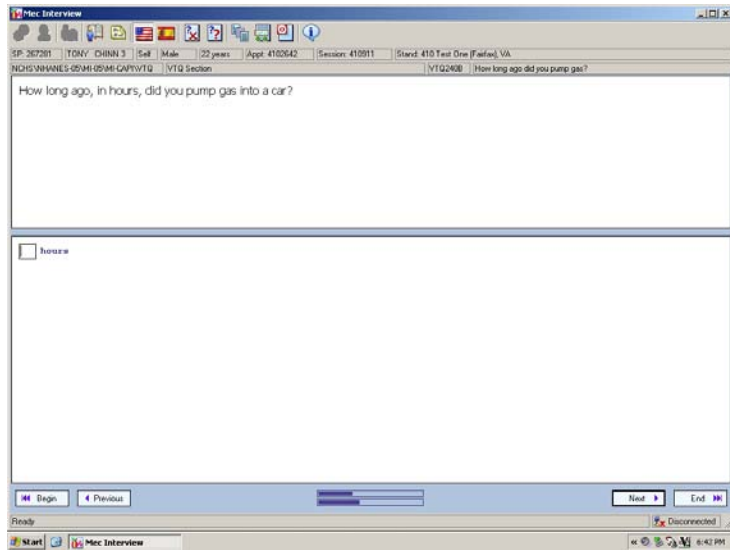 Mec Interview
SP: 267281 TONY CHINN 3 Self Male 22 years Appt: 4102642 Session: 410911 Stand: 410 Test One (Fairfax), VA
NCHS\NHANES-05\MI-05\MI-CAPI\VTQ VTQ Section VTQ240B How long ago did you pump gas?
How long ago, in hours, did you pump gas into a car?
hours
Begin Previous Next End
Ready Disconnected
Start Mec Interview 6:42 PM